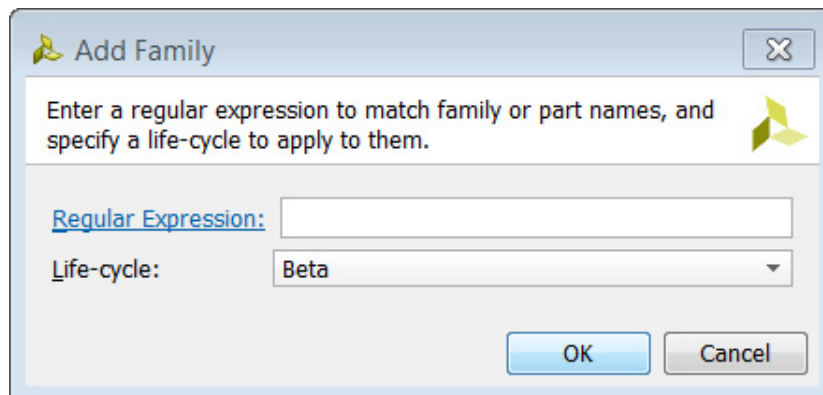 Add Family
Enter a regular expression to match family or part names, and
specify a life-cycle to apply to them.
Regular Expression:
Life-cycle: Beta
OK Cancel